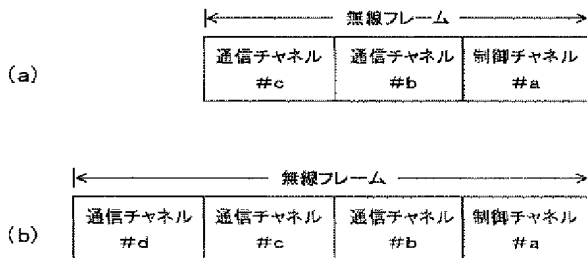 無線フレーム
(a)
通信チャネル 通信チャネル 制御チャネル
#c #b #a
無線フレーム
(b)
通信チャネル 通信チャネル 通信チャネル 制御チャネル
#d #c #b #a